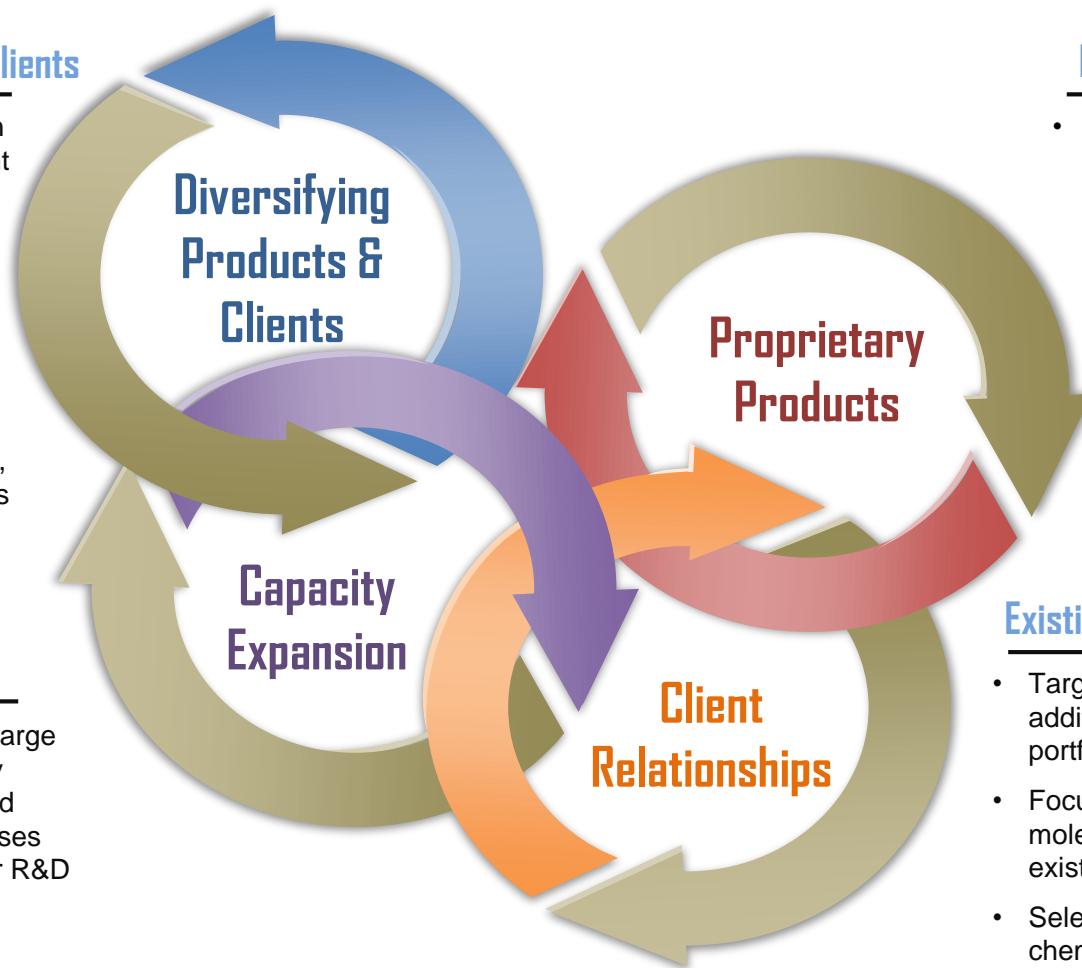 lients
Diversifying
Products &
Clients
Proprietary
Products
Capacity
Expansion
Client
Relationships
arge
d
ses
r R&D
Existi
• Targ
addi
portf
• Focu
mole
exist
• Sele
cher